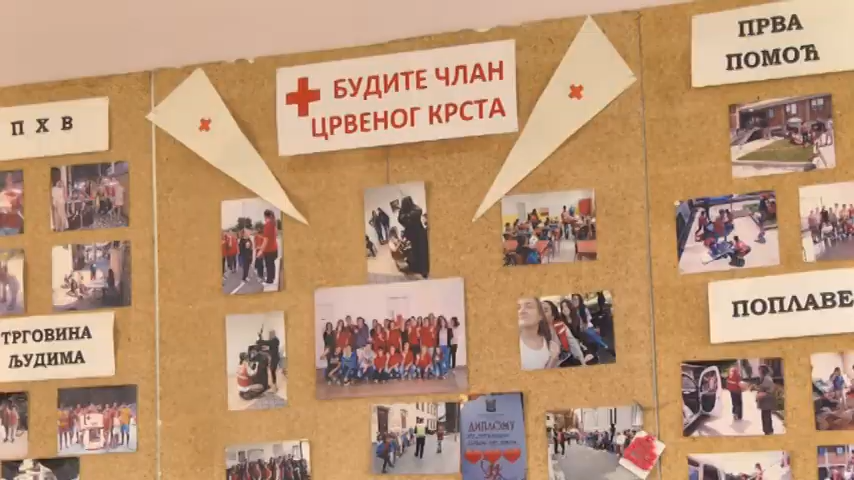 П Х В
ТРГОВИНА
ЉУДИМА
БУДИТЕ ЧЛАН
ЦРВЕНОГ КРСТА
ДИПЛОМУ
ПРВА
ПОМОЋ
ПОПЛАВЕ